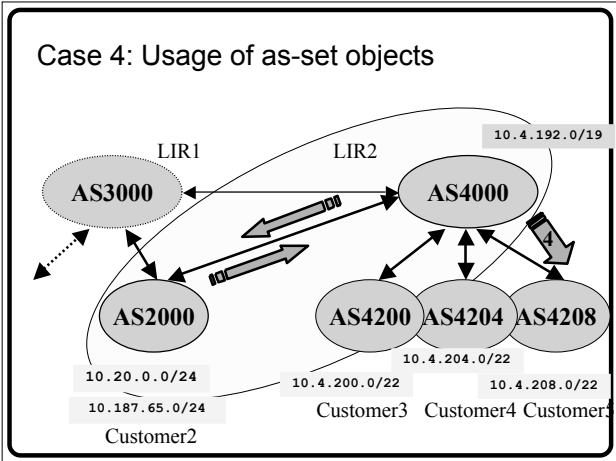 Case 4: Usage of as-set objects
10.4.192.0/19
LIR1
LIR2
AS3000
AS4000
4
AS2000
AS4200
AS4204
AS4208
10.20.0.0/24
10.187.65.0/24
Customer2
10.4.200.0/22
10.4.204.0/22
10.4.208.0/22
Customer3
Customer4
Customer5